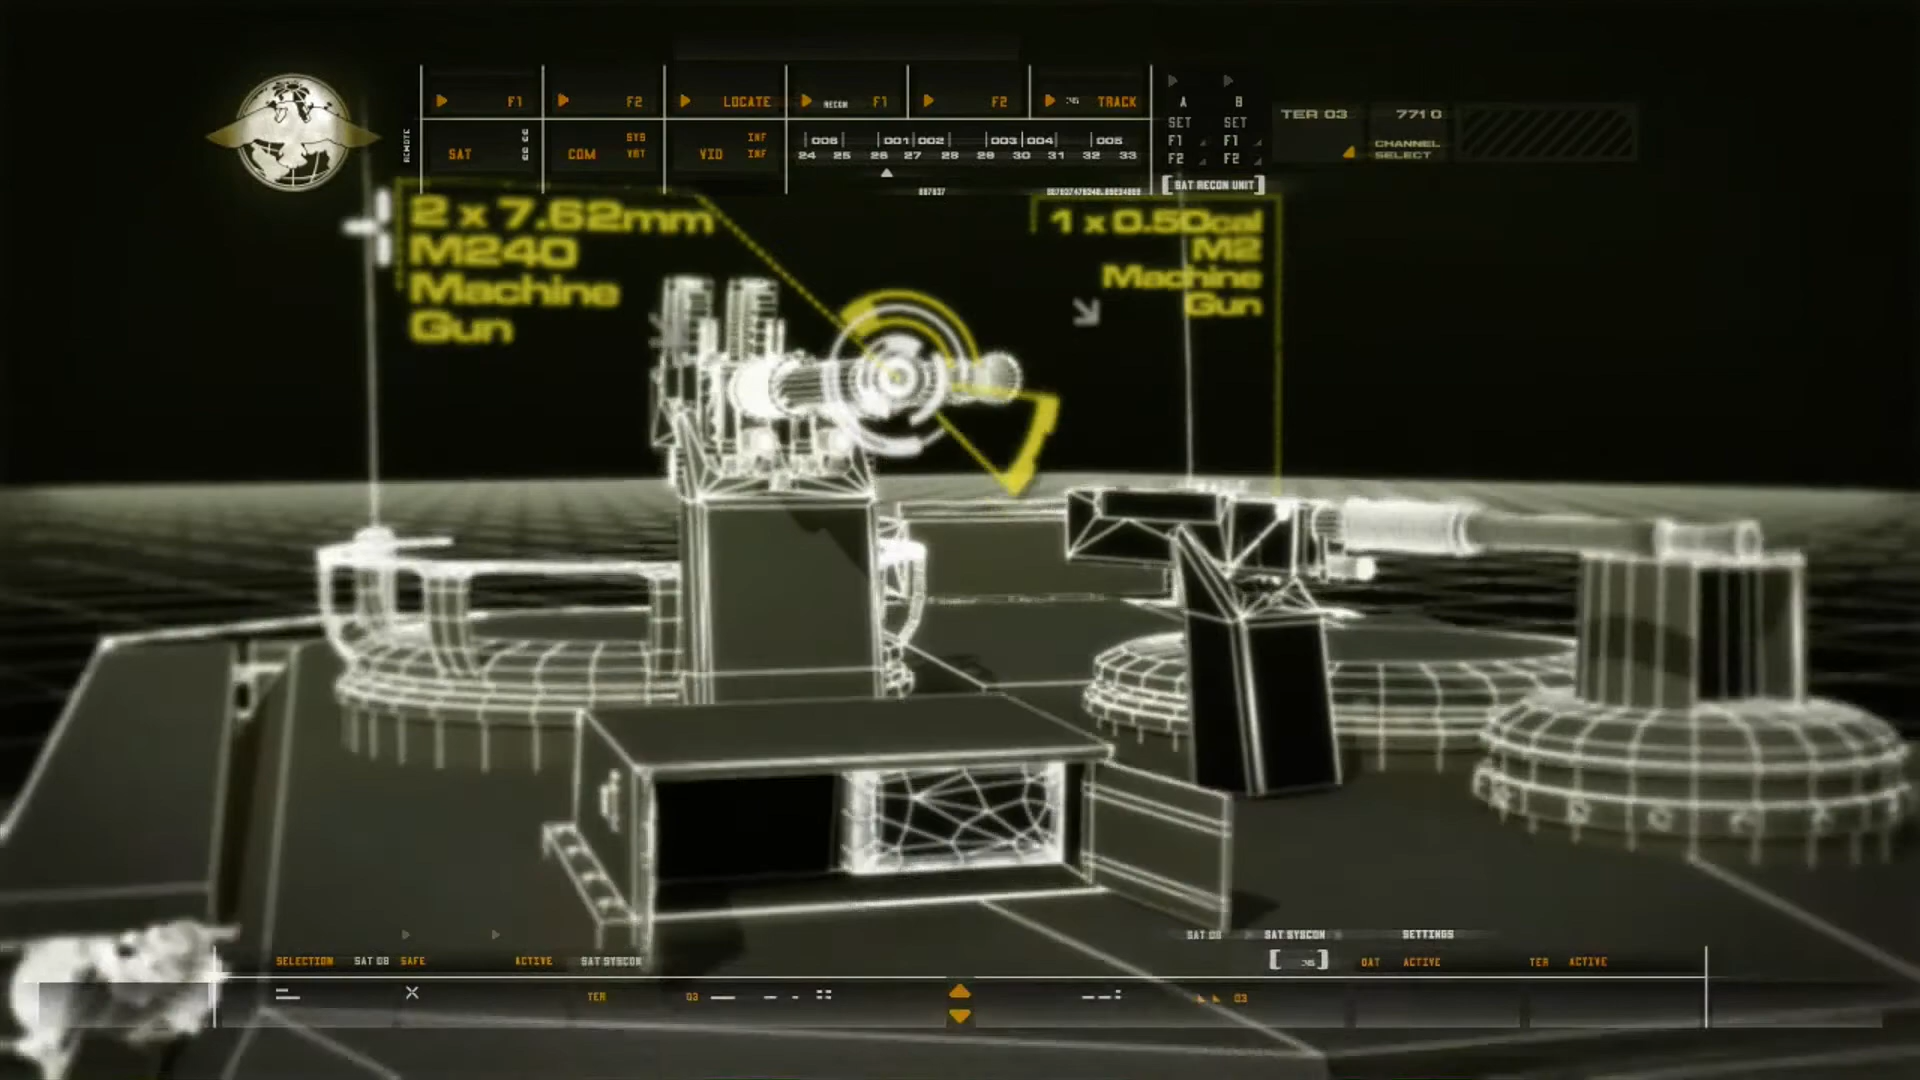 F1
F2
LOCATE
RECON F1
F2
TRACK
A B
SET SET
F1 F1
F2 F2
TER 03
771 0
CHANNEL
SELECT
REMOTE
SAT
COM
SYS
VID
INF
INF
006 001 002 003 004 005
24 25 26 27 28 29 30 31 32 33
887837
SAT RECON UNIT
2 x 7.62mm
M240
Machine
Gun
1 x 0.50cal
M2
Machine
Gun
SELECTION SAT 08 SAFE ACTIVE SAT SYSCON
SAT 08 SAT SYSCON SETTINGS
ACTIVE TER ACTIVE
TER 03
03